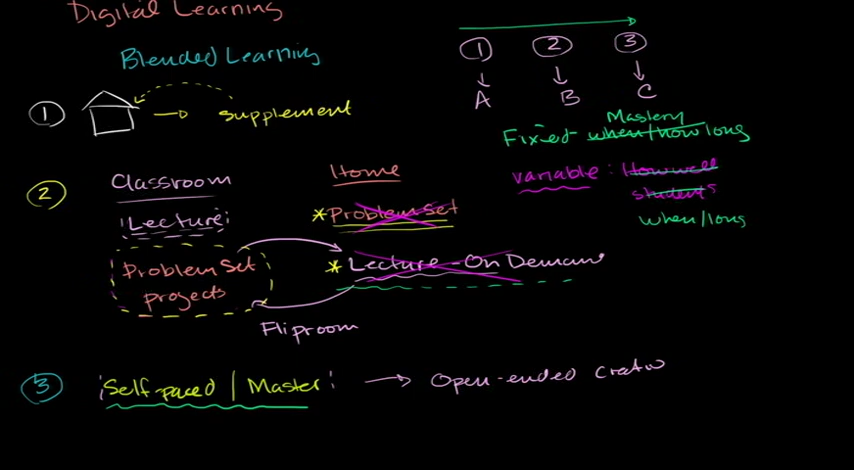 Digital Learning
Blended Learning
1 2 3
A B C
1 supplement
Mastery
Fixed when/how long
variable : How well
students
when/long
2
Classroom Home
Lecture *Problem Set
Problem Set * Lecture-On Demand
projects
Fliproom
3 Self-paced | Master Open-ended creativ